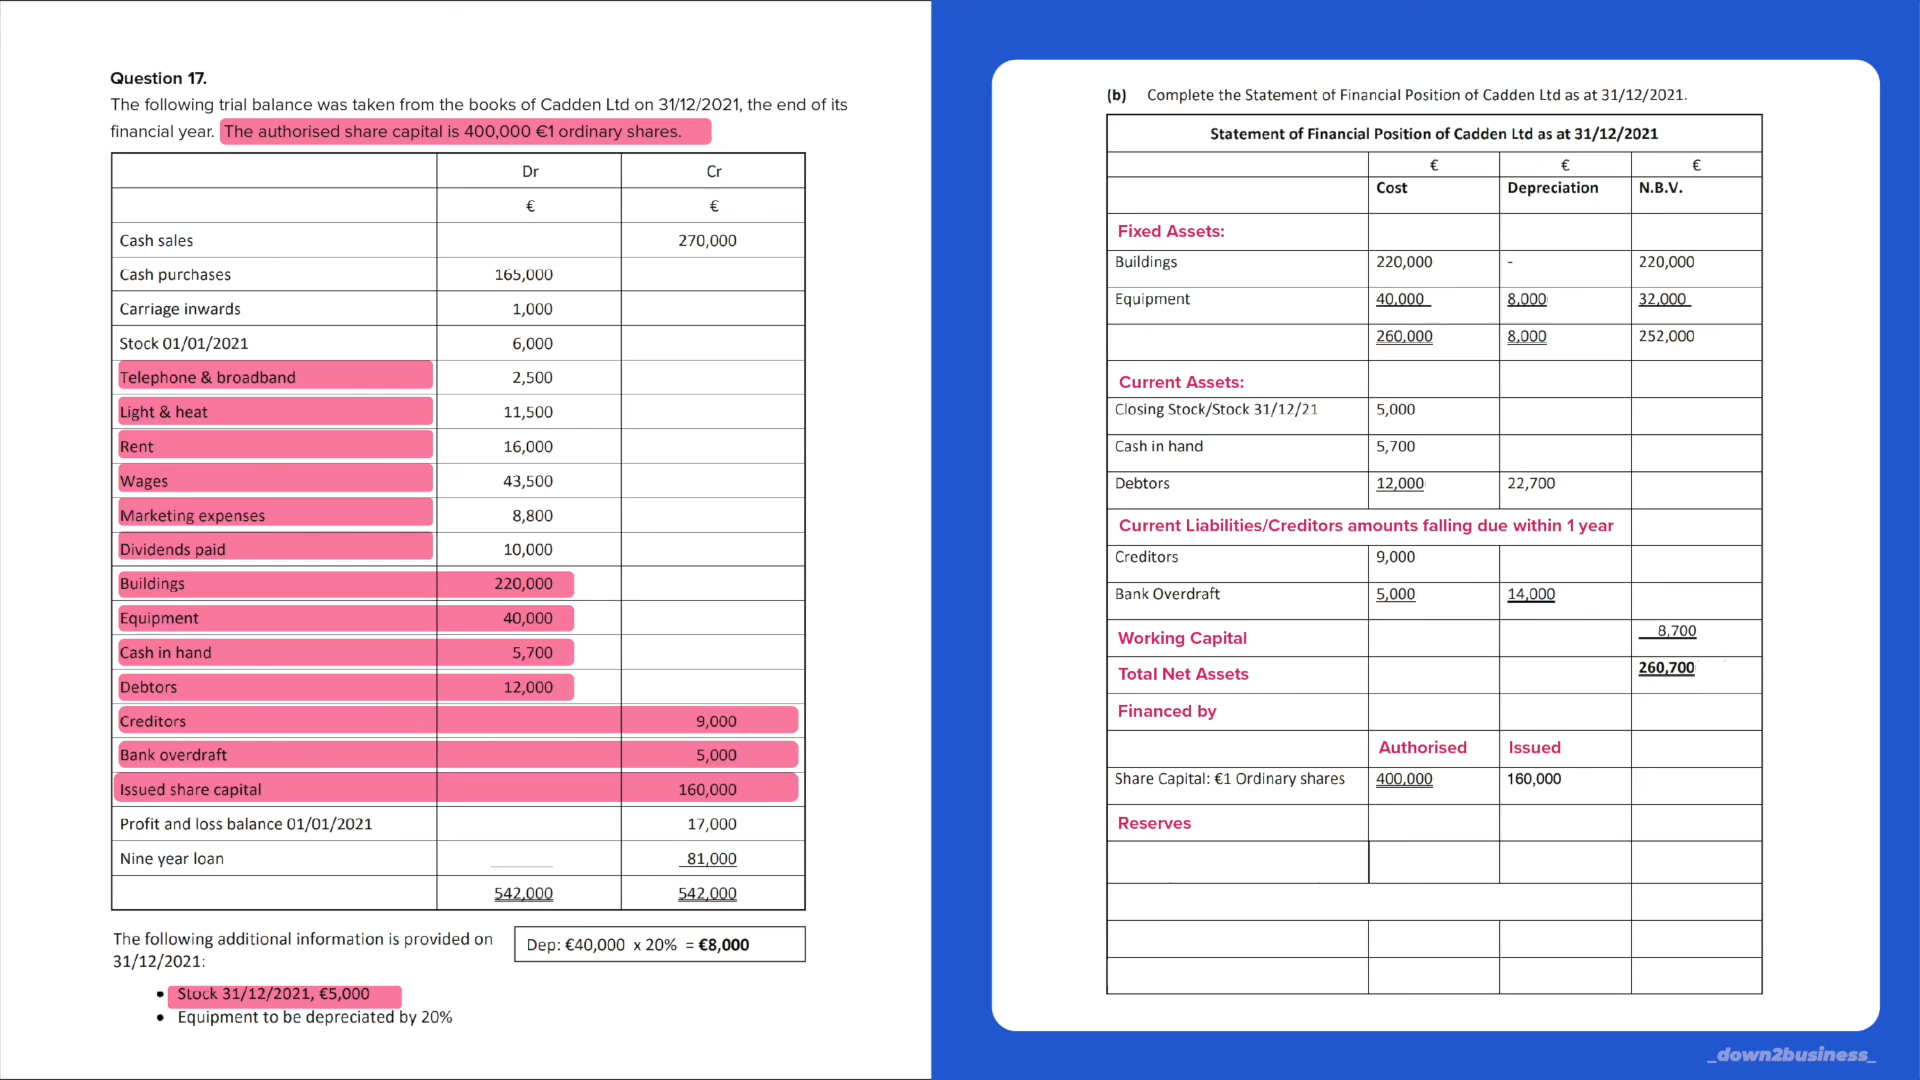 Question 17.
The following trial balance was taken from the books of Cadden Ltd on 31/12/2021, the end of its
financial year. The authorised share capital is 400,000 €1 ordinary shares.
Dr Cr
€ €
Cash sales 270,000
Cash purchases 165,000
Carriage inwards 1,000
Stock 01/01/2021 6,000
Telephone & broadband 2,500
Light & heat 11,500
Rent 16,000
Wages 43,500
Marketing expenses 8,800
Dividends paid 10,000
Buildings 220,000
Equipment 40,000
Cash in hand 5,700
Debtors 12,000
Creditors 9,000
Bank overdraft 5,000
Issued share capital 160,000
Profit and loss balance 01/01/2021 17,000
Nine year loan 81,000
542,000 542,000
The following additional information is provided on
31/12/2021:
Dep: €40,000 x 20% = €8,000
• Stock 31/12/2021, €5,000
• Equipment to be depreciated by 20%
(b) Complete the Statement of Financial Position of Cadden Ltd as at 31/12/2021.
Statement of Financial Position of Cadden Ltd as at 31/12/2021
€ € €
Cost Depreciation N.B.V.
Fixed Assets:
Buildings 220,000 - 220,000
Equipment 40,000 8,000 32,000
260,000 8,000 252,000
Current Assets:
Closing Stock/Stock 31/12/21 5,000
Cash in hand 5,700
Debtors 12,000 22,700
Current Liabilities/Creditors amounts falling due within 1 year
Creditors 9,000
Bank Overdraft 5,000 14,000
Working Capital 8,700
Total Net Assets 260,700
Financed by
Authorised Issued
Share Capital: €1 Ordinary shares 400,000 160,000
Reserves
_down2business_